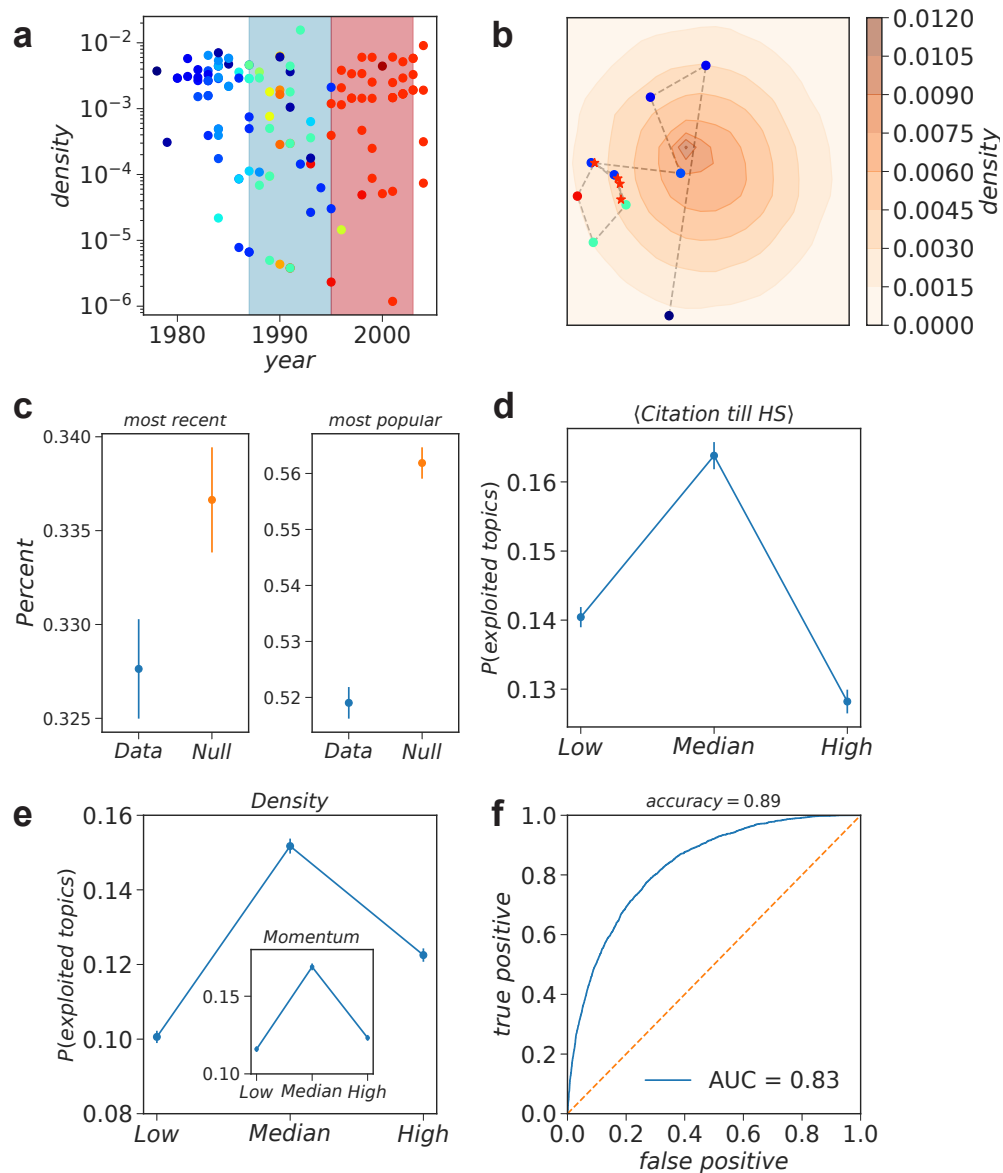 a
10⁻²
10⁻³
10⁻⁴
10⁻⁵
10⁻⁶
density
1980
1990
2000
year
b
0.0120
0.0105
0.0090
0.0075
0.0060
0.0045
0.0030
0.0015
0.0000
density
c
most recent
most popular
0.340
0.335
0.330
0.325
Percent
Data
Null
0.56
0.55
0.54
0.53
0.52
Data
Null
d
⟨Citation till HS⟩
0.16
0.15
0.14
0.13
P(exploited topics)
Low
Median
High
e
Density
0.16
0.14
0.12
0.10
0.08
P(exploited topics)
Low
Median
High
Momentum
0.15
0.10
Low
Median
High
f
accuracy = 0.89
1.0
0.8
0.6
0.4
0.2
0.0
true positive
AUC = 0.83
0.0
0.2
0.4
0.6
0.8
1.0
false positive